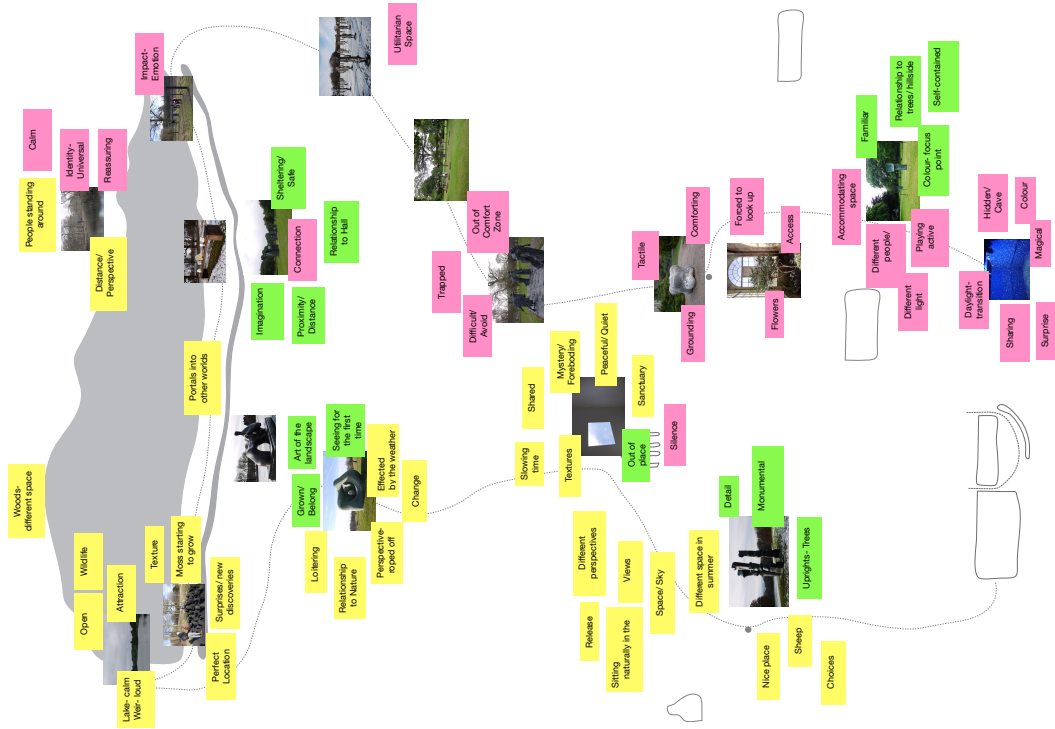 Woods-
different space
People standing
around
Calm
Open
Wildlife
Attraction
Identity-
Universal
Reassuring
Distance/
Perspective
Lake- calm
Weir- loud
Impact-
Emotion
Texture
Moss starting
to grow
Portals into
other worlds
Perfect
Location
Surprises/ new
discoveries
Imagination
Sheltering/
Safe
Connection
Proximity/
Distance
Relationship
to Hall
Art of the
landscape
Grown/
Belong
Seeing for
the first
time
Loitering
Relationship
to Nature
Effected
by the weather
Perspective-
roped off
Change
Utilitarian
Space
Trapped
Difficult/
Avoid
Out of
Comfort
Zone
Slowing
time
Shared
Textures
Mystery/
Foreboding
Peaceful/ Quiet
Sanctuary
Out of
place
Silence
Release
Different
perspectives
Sitting
naturally in the
Views
Space/ Sky
Different space in
summer
Tactile
Grounding
Comforting
Forced to
look up
Flowers
Access
Detail
Monumental
Uprights- Trees
Nice place
Sheep
Choices
Accommodating
space
Familiar
Relationship to
trees/ hillside
Self-contained
Colour- focus
point
Different
people/
Playing
active
Different
light
Daylight-
transition
Hidden/
Cave
Colour
Magical
Sharing
Surprise